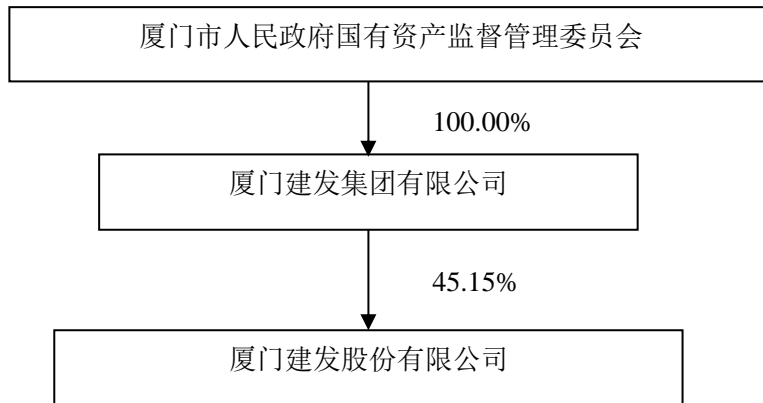 厦门市人民政府国有资产监督管理委员会
100.00%
厦门建发集团有限公司
45.15%
厦门建发股份有限公司